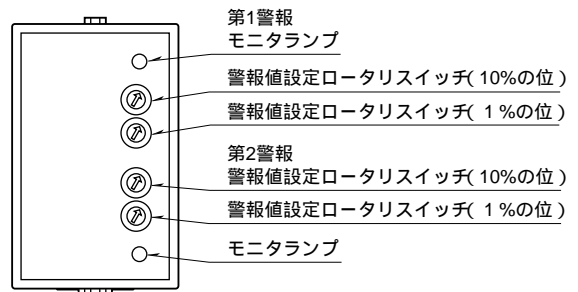 第1警報
モニタランプ
警報値設定ロータリスイッチ(10%の位)
警報値設定ロータリスイッチ( 1%の位)
第2警報
警報値設定ロータリスイッチ(10%の位)
警報値設定ロータリスイッチ( 1%の位)
モニタランプ